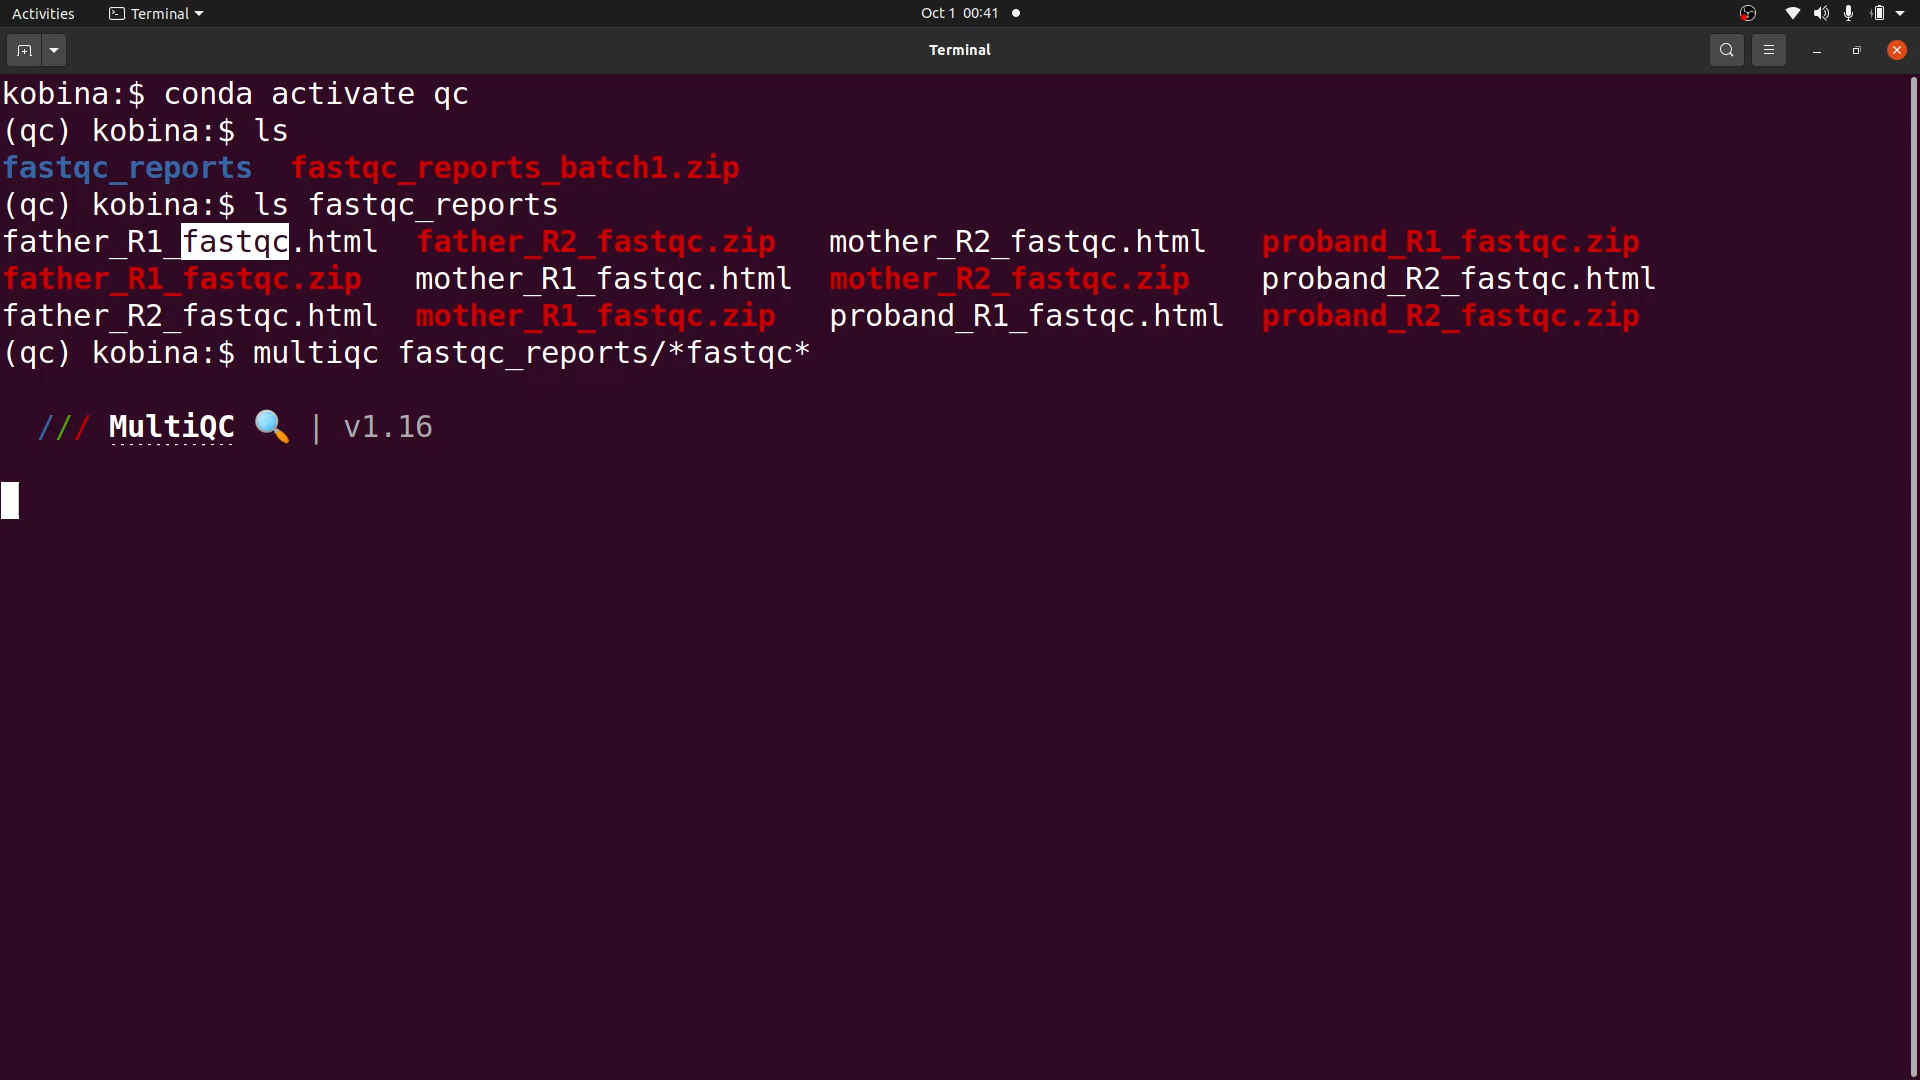 Activities Terminal Oct 1 00:41
Terminal
kobina:$ conda activate qc
(qc) kobina:$ ls
fastqc_reports fastqc_reports_batch1.zip
(qc) kobina:$ ls fastqc_reports
father_R1_fastqc.html father_R2_fastqc.zip mother_R2_fastqc.html proband_R1_fastqc.zip
father_R1_fastqc.zip mother_R1_fastqc.html mother_R2_fastqc.zip proband_R2_fastqc.html
father_R2_fastqc.html mother_R1_fastqc.zip proband_R1_fastqc.html proband_R2_fastqc.zip
(qc) kobina:$ multiqc fastqc_reports/*fastqc*
/// MultiQC 🔍 | v1.16